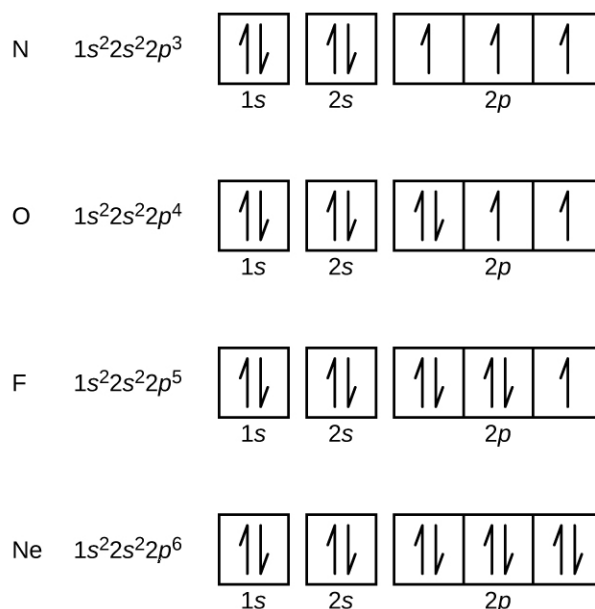 N 1s²2s²2p³
1s 2s 2p
O 1s²2s²2p⁴
1s 2s 2p
F 1s²2s²2p⁵
1s 2s 2p
Ne 1s²2s²2p⁶
1s 2s 2p